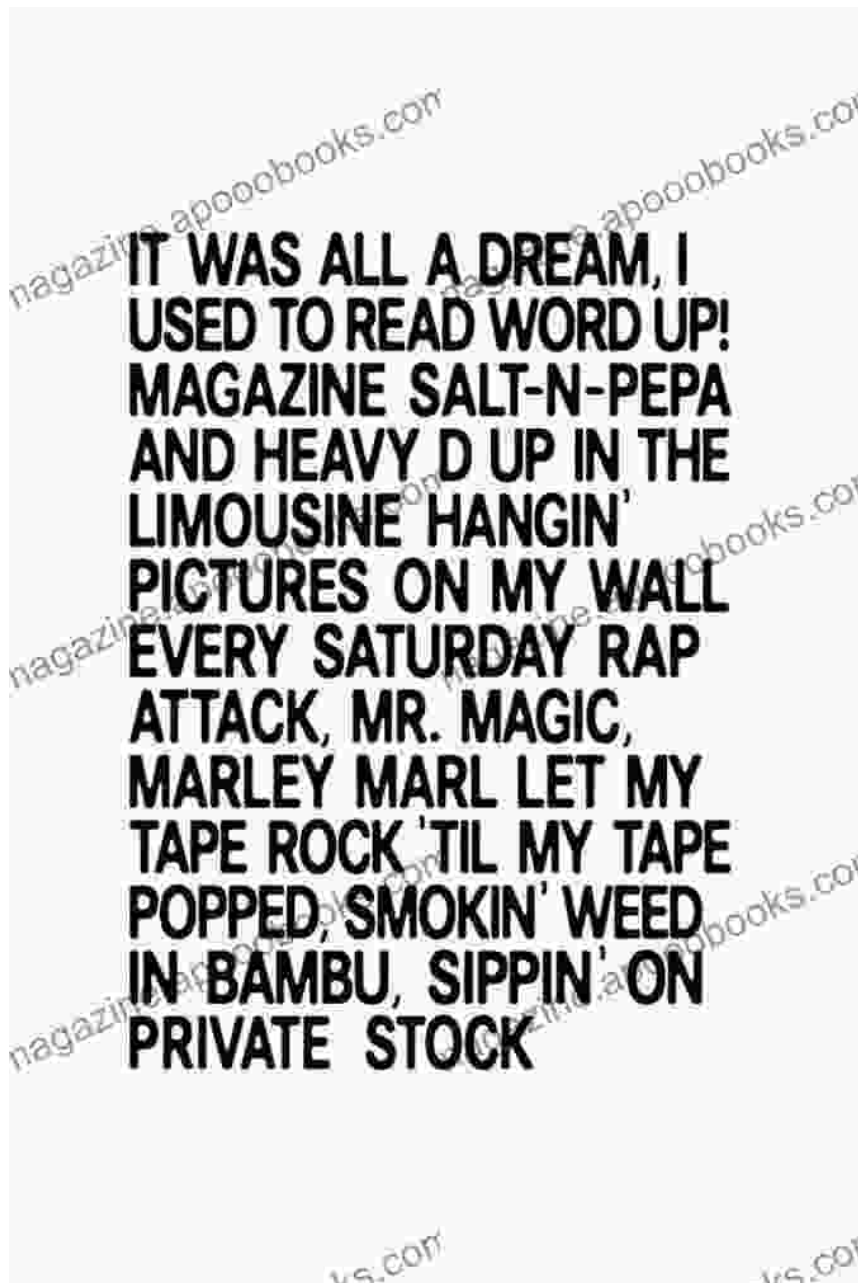 IT WAS ALL A DREAM, I
USED TO READ WORD UP!
MAGAZINE SALT-N-PEPA
AND HEAVY D UP IN THE
LIMOUSINE HANGIN'
PICTURES ON MY WALL
EVERY SATURDAY RAP
ATTACK, MR. MAGIC,
MARLEY MARL LET MY
TAPE ROCK 'TIL MY TAPE
POPPED, SMOKIN' WEED
IN BAMBU, SIPPIN' ON
PRIVATE STOCK